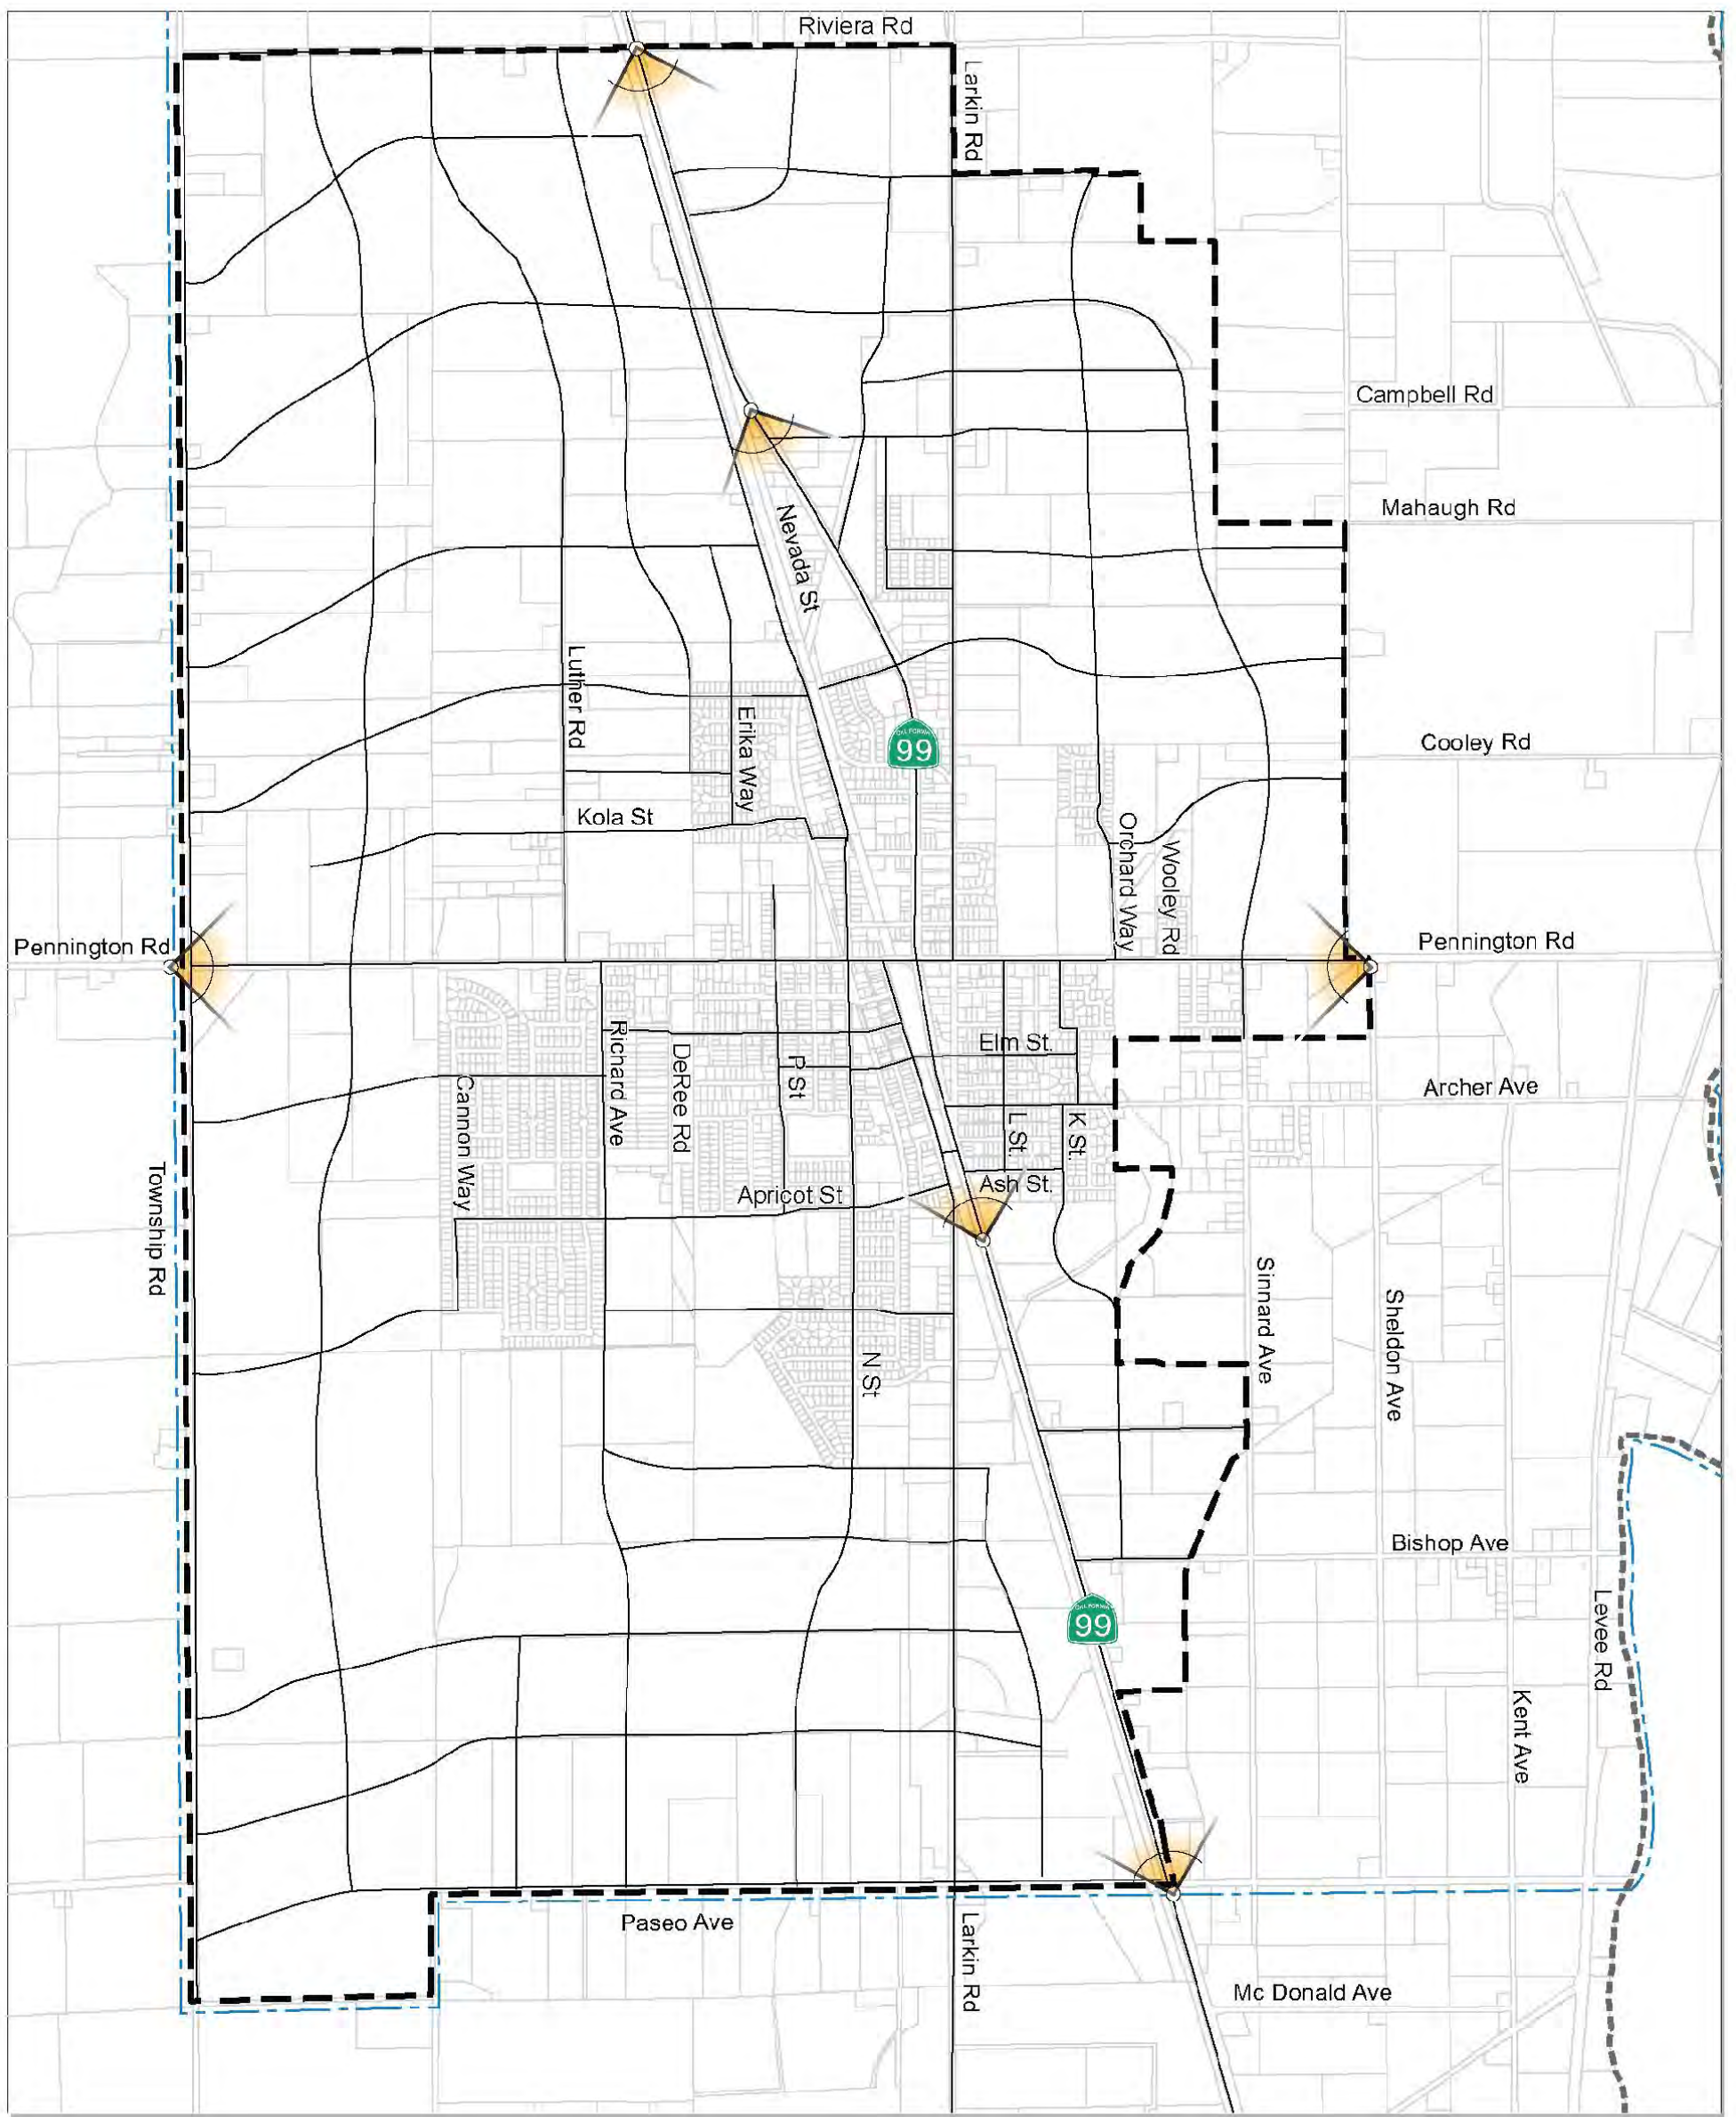 Riviera Rd
Larkin Rd
Campbell Rd
Mahaugh Rd
Nevada St
Luther Rd
Erika Way
CALIFORNIA
99
Cooley Rd
Kola St
Orchard Way
Wooley Rd
Pennington Rd
Pennington Rd
Richard Ave
DeRee Rd
P St
Elm St.
Cannon Way
L St.
K St.
Archer Ave
Township Rd
Apricot St
Ash St.
Sinnard Ave
Sheldon Ave
N St
Bishop Ave
CALIFORNIA
99
Levee Rd
Kent Ave
Paseo Ave
Larkin Rd
Mc Donald Ave